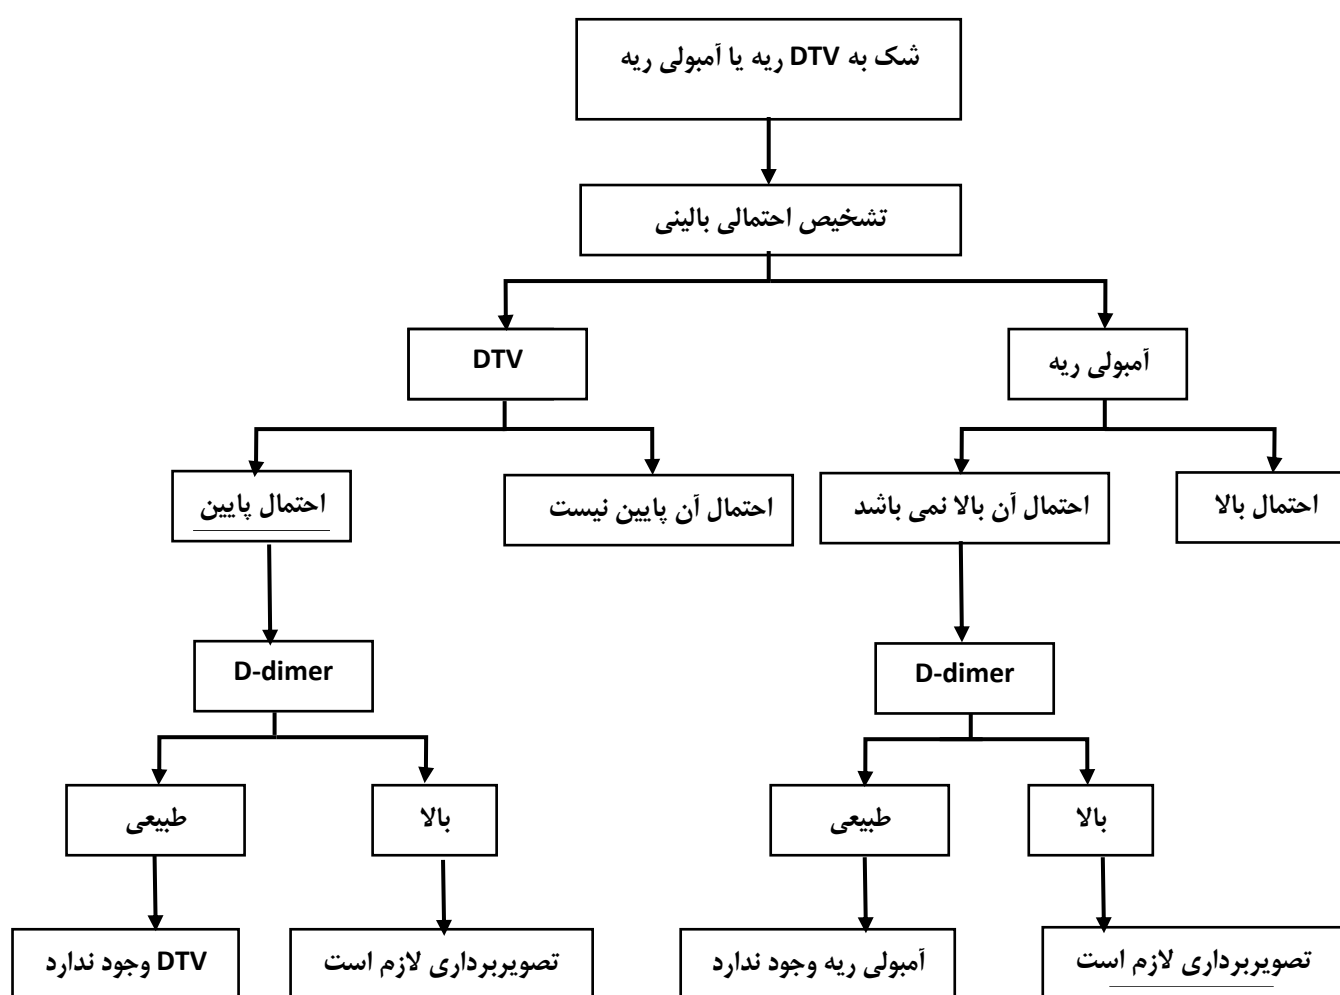 شک به DTV ریه یا آمبولی ریه
تشخیص احتمالی بالینی
آمبولی ریه
DTV
احتمال بالا
احتمال آن بالا نمی باشد
احتمال آن پایین نیست
احتمال پایین
D-dimer
D-dimer
بالا
طبیعی
بالا
طبیعی
تصویربرداری لازم است
آمبولی ریه وجود ندارد
تصویربرداری لازم است
DTV وجود ندارد